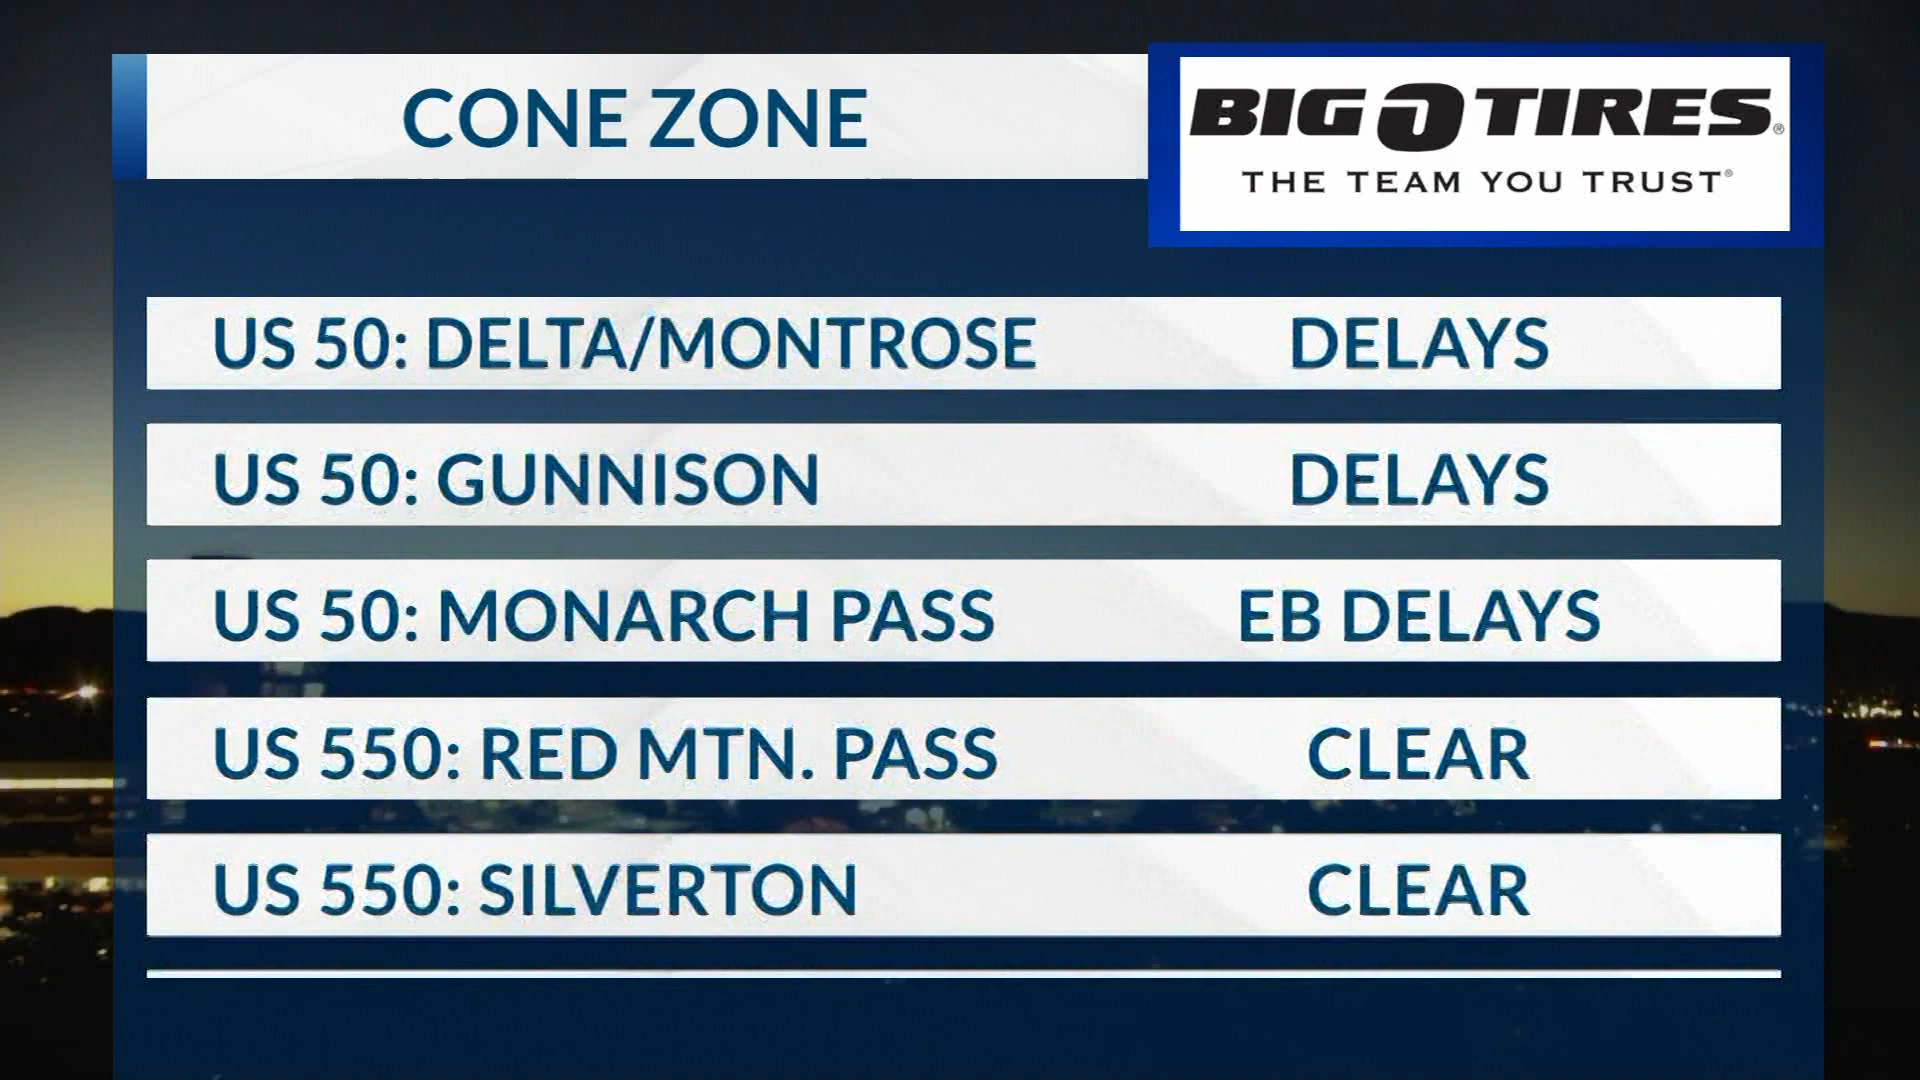 CONE ZONE
BIG O TIRES®
THE TEAM YOU TRUST®
US 50: DELTA/MONTROSE DELAYS
US 50: GUNNISON DELAYS
US 50: MONARCH PASS EB DELAYS
US 550: RED MTN. PASS CLEAR
US 550: SILVERTON CLEAR